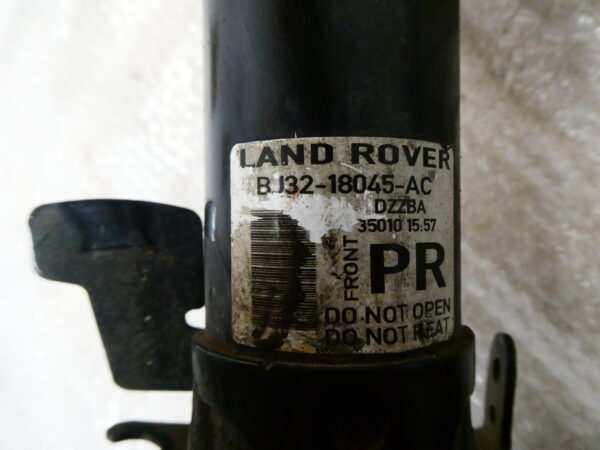 LAND ROVER
BJ32-18045-AC
DZZBA
35010 15:57
FRONT
PR
DO NOT OPEN
DO NOT HEAT